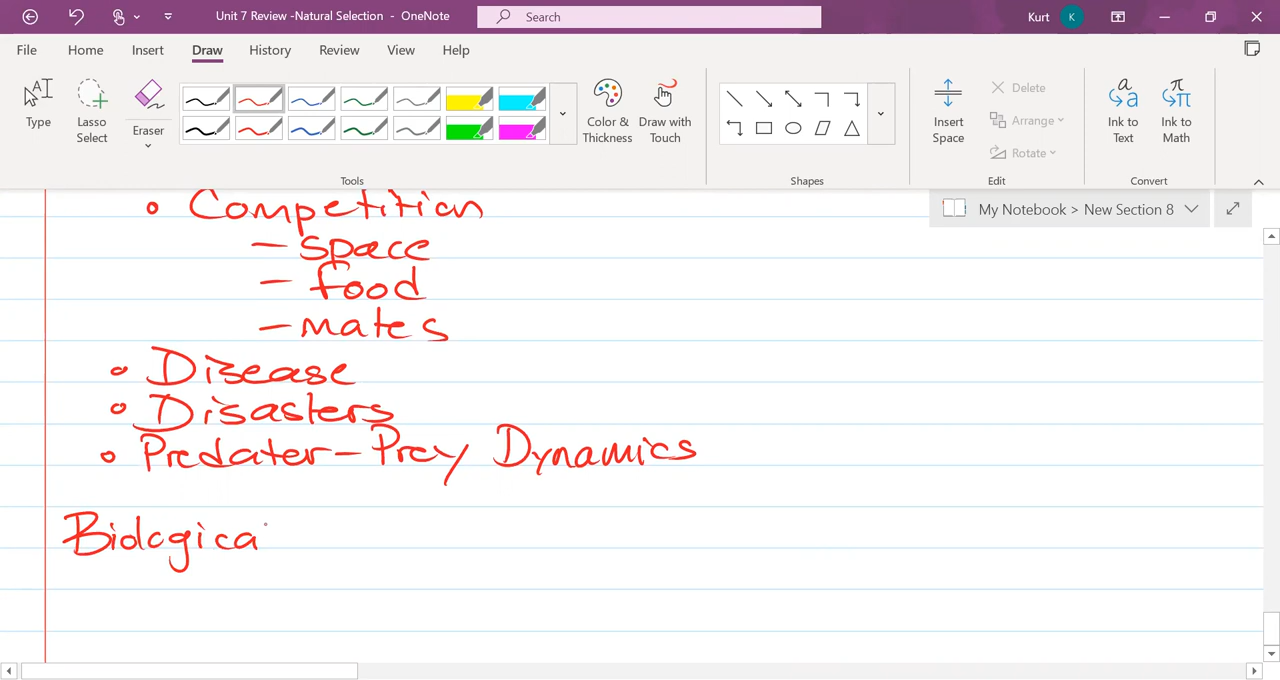 Unit 7 Review -Natural Selection - OneNote
Search
Kurt
K
File Home Insert Draw History Review View Help
Type
Lasso Select
Eraser
Color & Thickness
Draw with Touch
Insert Space
Delete
Arrange
Rotate
Ink to Text
Ink to Math
Tools
Shapes
Edit
Convert
My Notebook > New Section 8
• Competition
– space
– food
– mates
• Disease
• Disasters
• Predater-Prey Dynamics
Biologica